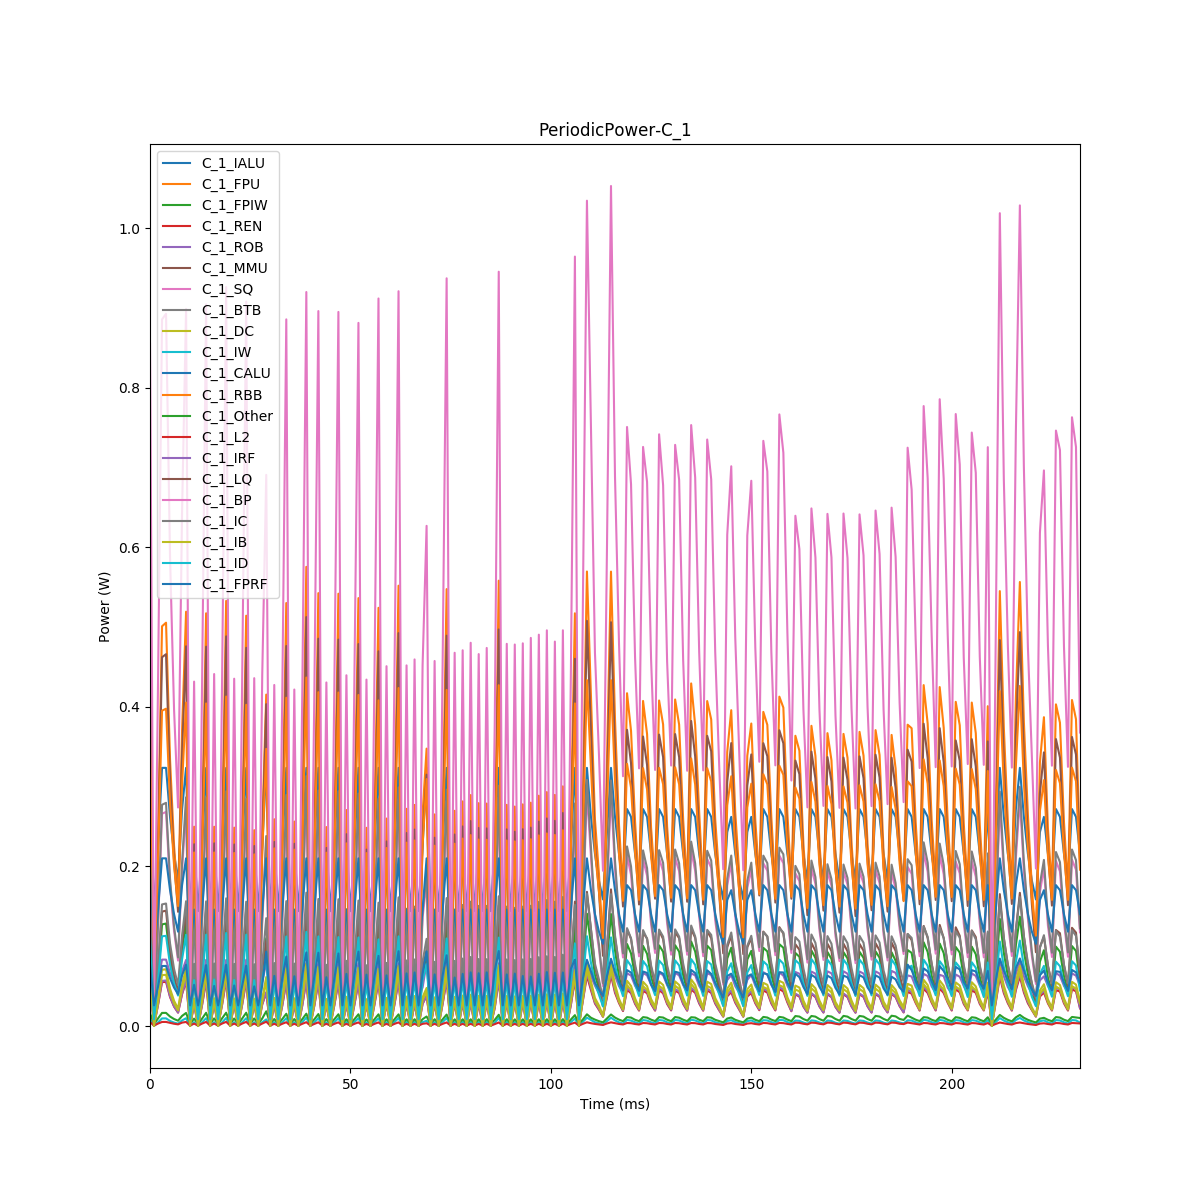 PeriodicPower-C_1
C_1_IALU
C_1_FPU
C_1_FPIW
C_1_REN
C_1_ROB
C_1_MMU
C_1_SQ
C_1_BTB
C_1_DC
C_1_IW
C_1_CALU
C_1_RBB
C_1_Other
C_1_L2
C_1_IRF
C_1_LQ
C_1_BP
C_1_IC
C_1_IB
C_1_ID
C_1_FPRF
1.0
0.8
0.6
0.4
0.2
0.0
Power (W)
0 50 100 150 200
Time (ms)